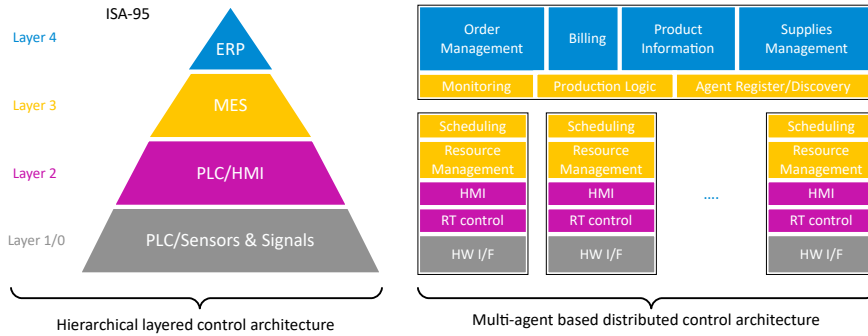 ISA-95
Layer 4
ERP
Layer 3
MES
Layer 2
PLC/HMI
Layer 1/0
PLC/Sensors & Signals
Hierarchical layered control architecture
Order
Management
Billing
Product
Information
Supplies
Management
Monitoring
Production Logic
Agent Register/Discovery
Scheduling
Resource
Management
HMI
RT control
HW I/F
Scheduling
Resource
Management
HMI
RT control
HW I/F
....
Scheduling
Resource
Management
HMI
RT control
HW I/F
Multi-agent based distributed control architecture